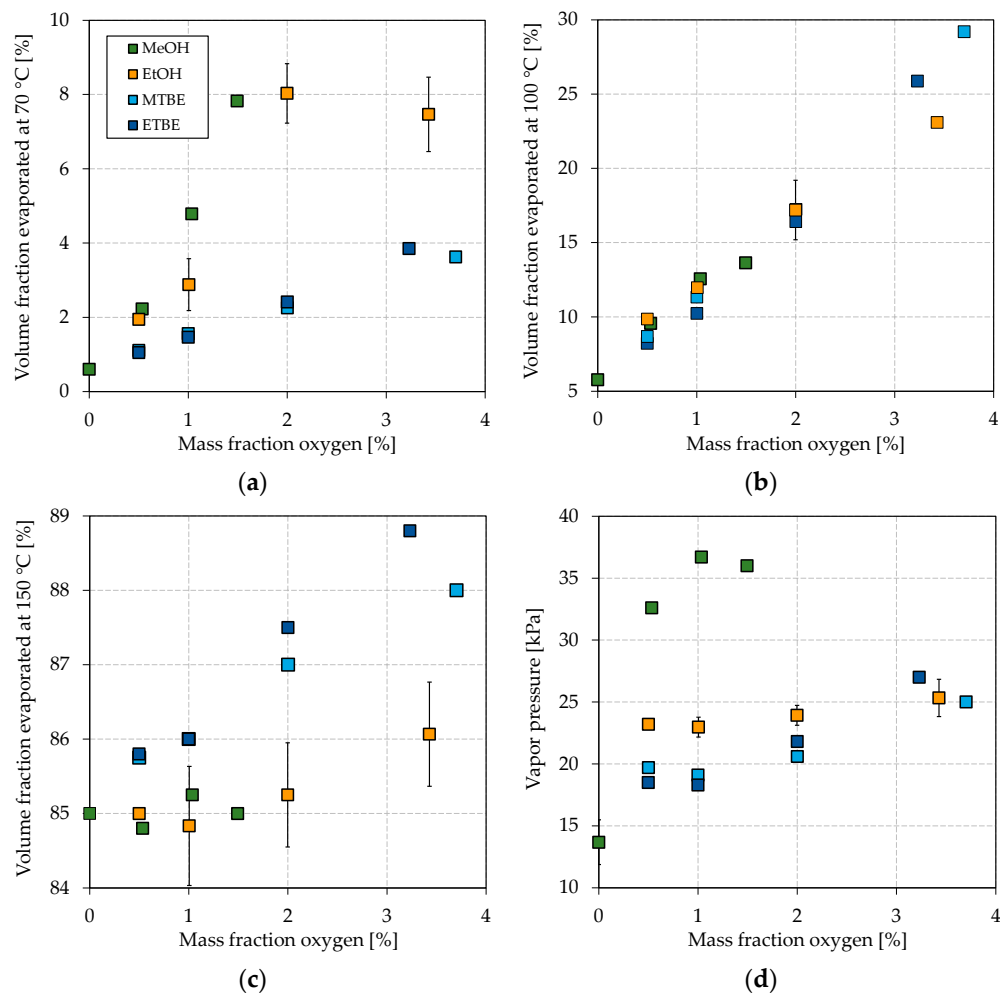 Volume fraction evaporated at 70 °C [%]
10
8
6
4
2
0
MeOH
EtOH
MTBE
ETBE
0 1 2 3 4
Mass fraction oxygen [%]
(a)
Volume fraction evaporated at 100 °C [%]
30
25
20
15
10
5
0 1 2 3 4
Mass fraction oxygen [%]
(b)
Volume fraction evaporated at 150 °C [%]
89
88
87
86
85
84
0 1 2 3 4
Mass fraction oxygen [%]
(c)
Vapor pressure [kPa]
40
35
30
25
20
15
10
0 1 2 3 4
Mass fraction oxygen [%]
(d)